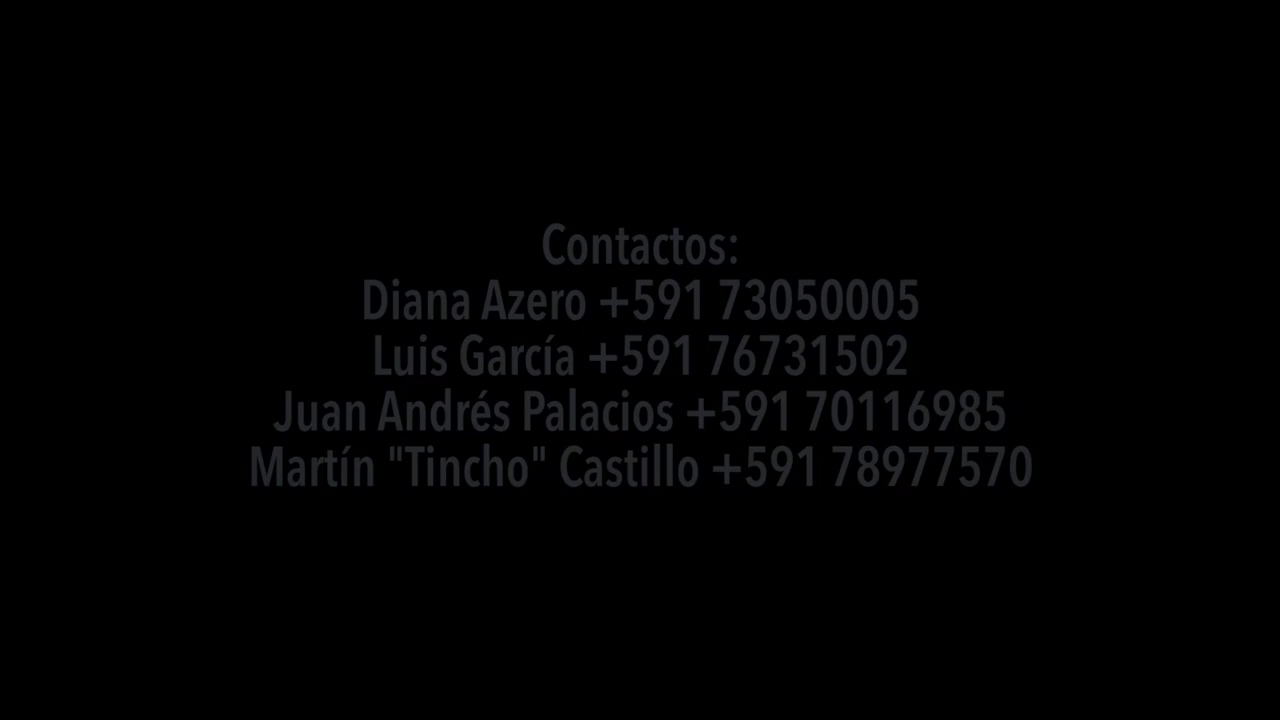 Contactos:
Diana Azero +591 73050005
Luis García +591 76731502
Juan Andrés Palacios +591 70116985
Martín "Tincho" Castillo +591 78977570